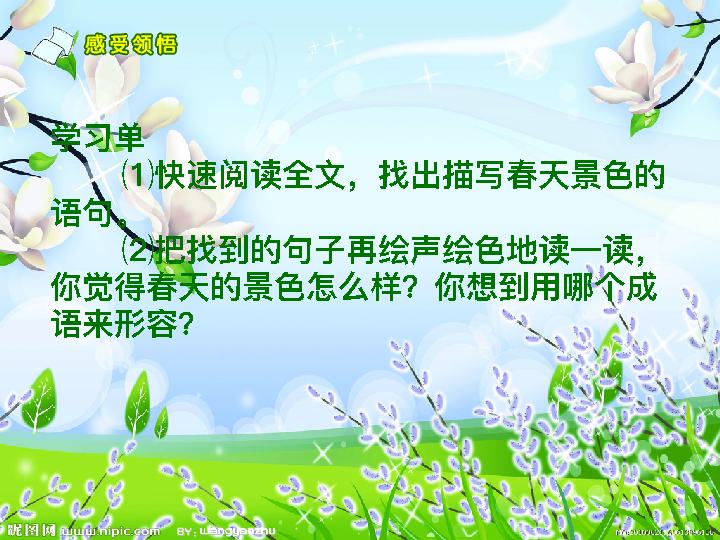 感受领悟
学习单
⑴快速阅读全文，找出描写春天景色的
语句。
⑵把找到的句子再绘声绘色地读一读，
你觉得春天的景色怎么样？你想到用哪个成
语来形容？
昵图网 www.nipic.com BY: wangyanzhu